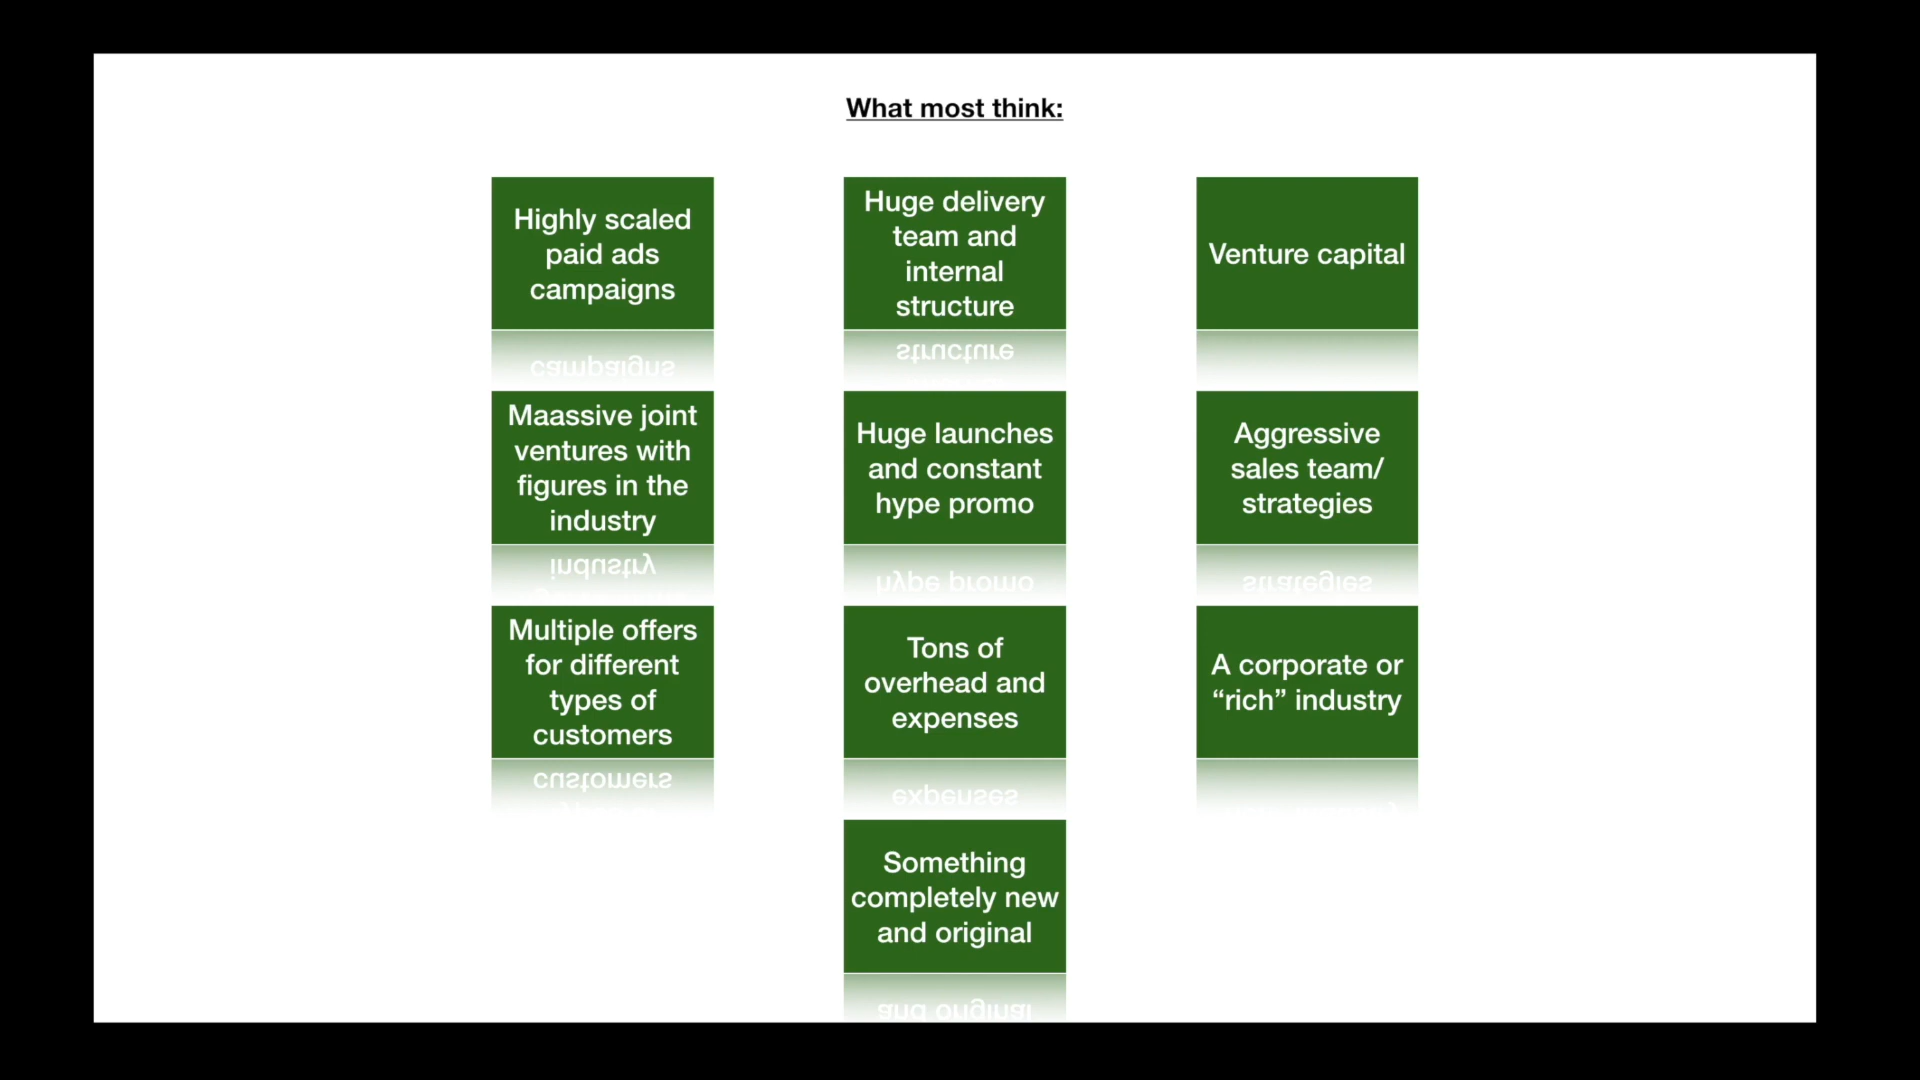 What most think:
Highly scaled
paid ads
campaigns
Huge delivery
team and
internal
structure
Venture capital
Maassive joint
ventures with
figures in the
industry
Huge launches
and constant
hype promo
Aggressive
sales team/
strategies
Multiple offers
for different
types of
customers
Tons of
overhead and
expenses
A corporate or
“rich” industry
Something
completely new
and original